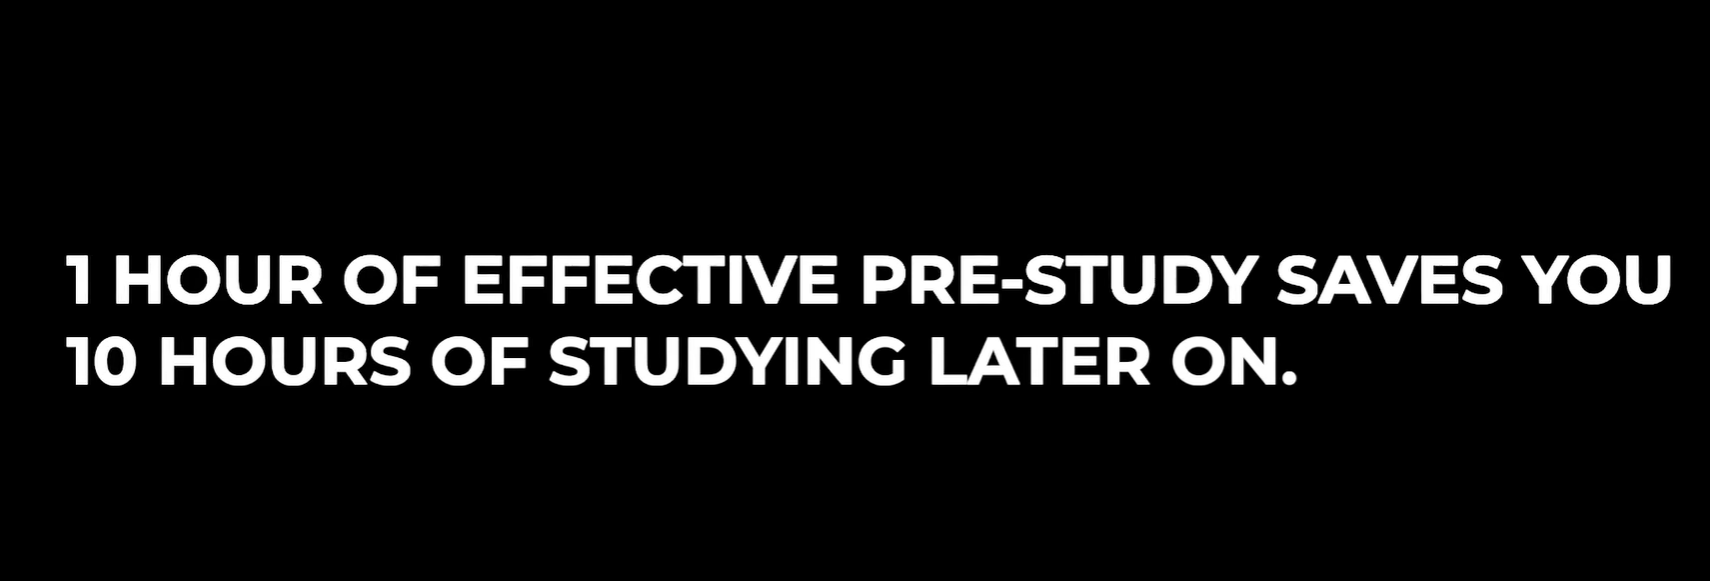 1 HOUR OF EFFECTIVE PRE-STUDY SAVES YOU
10 HOURS OF STUDYING LATER ON.